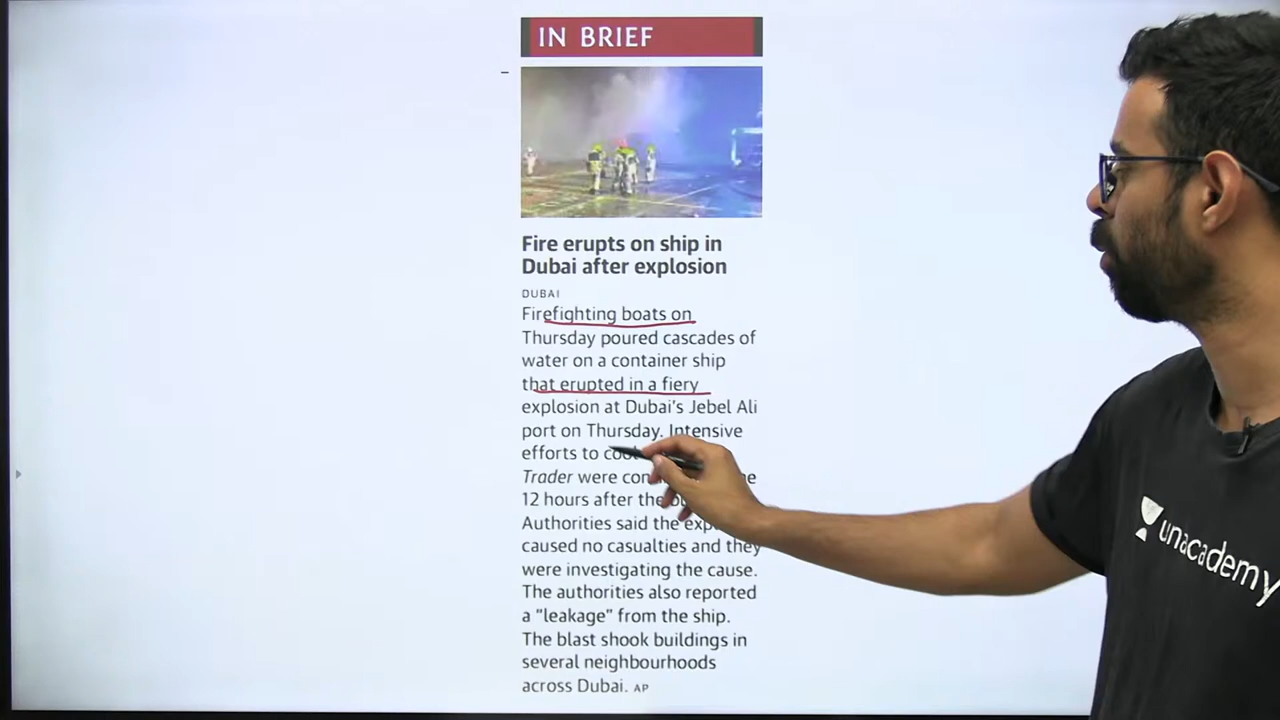 IN BRIEF
Fire erupts on ship in
Dubai after explosion
DUBAI
Firefighting boats on
Thursday poured cascades of
water on a container ship
that erupted in a fiery
explosion at Dubai's Jebel Ali
port on Thursday. Intensive
efforts to cool
Trader were
12 hours after the
Authorities said the
caused no casualties and they
were investigating the cause.
The authorities also reported
a “leakage” from the ship.
The blast shook buildings in
several neighbourhoods
across Dubai. AP
unacademy